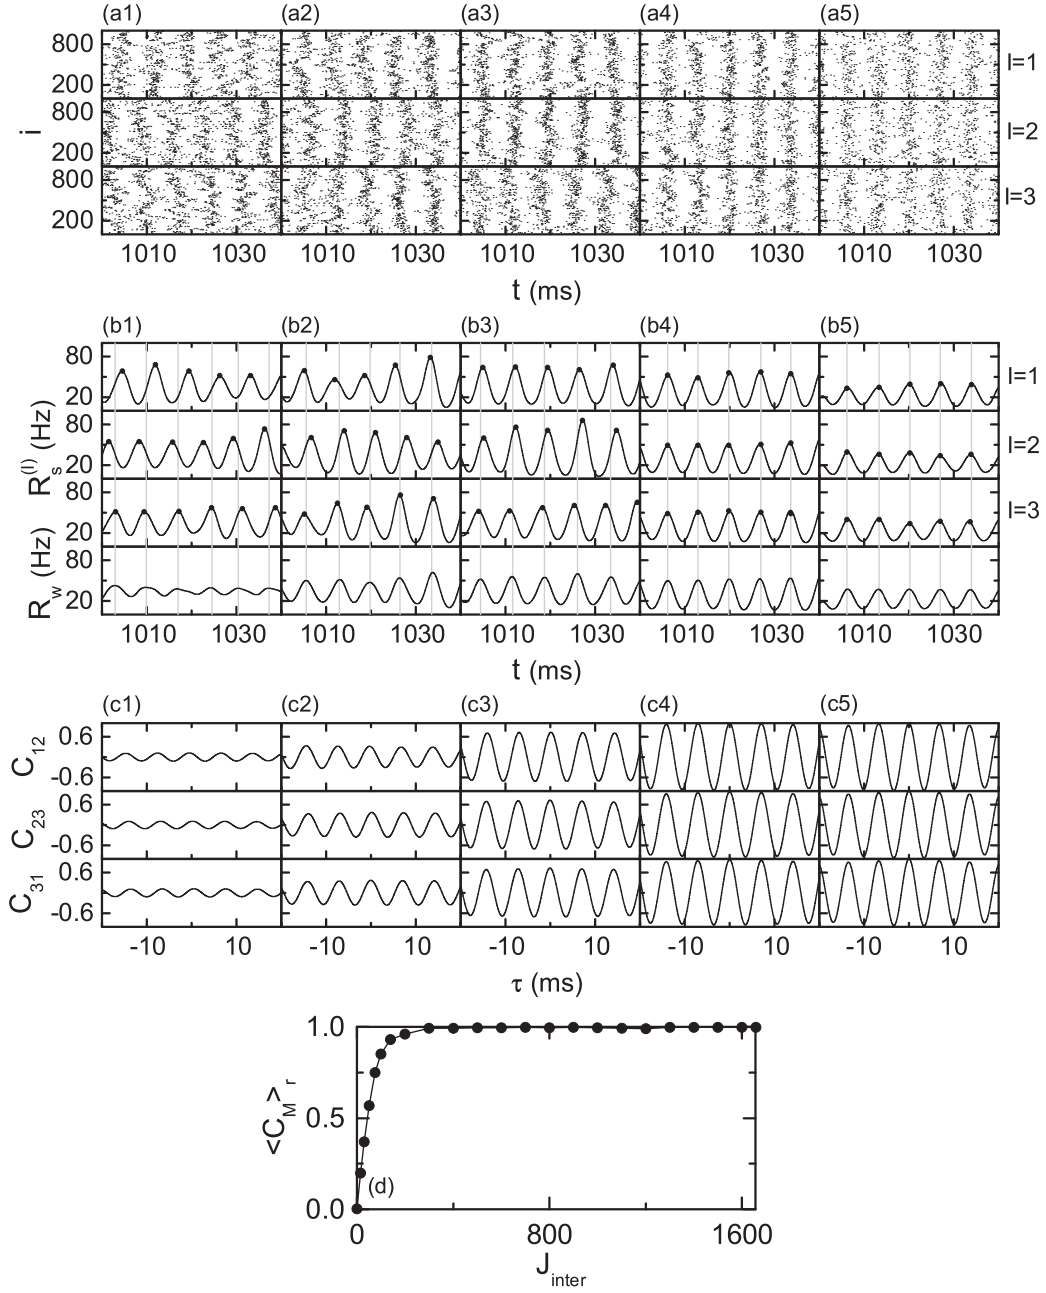 (a1) (a2) (a3) (a4) (a5)
800
200
I=1
800
200
I=2
800
200
I=3
i
1010 1030 1010 1030 1010 1030 1010 1030 1010 1030
t (ms)
(b1) (b2) (b3) (b4) (b5)
80
20
I=1
80
20
I=2
80
20
I=3
80
20
R_s^(I) (Hz)
R_w (Hz)
1010 1030 1010 1030 1010 1030 1010 1030 1010 1030
t (ms)
(c1) (c2) (c3) (c4) (c5)
C_12
0.6
-0.6
C_23
0.6
-0.6
C_31
0.6
-0.6
-10 10 -10 10 -10 10 -10 10 -10 10
τ (ms)
1.0
0.5
0.0
<C_M>_r
(d)
0 800 1600
J_inter